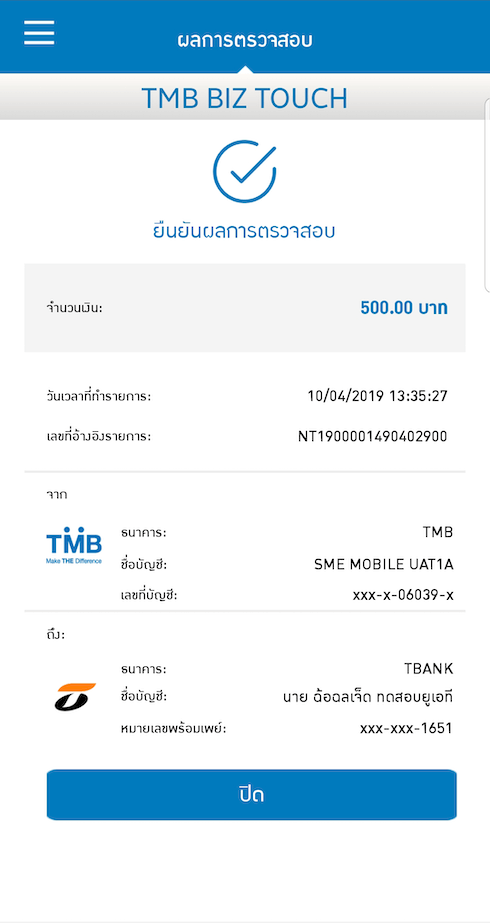 ผลการตรวจสอบ
TMB BIZ TOUCH
ยืนยันผลการตรวจสอบ
จำนวนเงิน: 500.00 บาท
วันเวลาที่ทำรายการ: 10/04/2019 13:35:27
เลขที่อ้างอิงรายการ: NT1900001490402900
จาก
TMB
Make THE Difference
ธนาคาร: TMB
ชื่อบัญชี: SME MOBILE UAT1A
เลขที่บัญชี: xxx-x-06039-x
ถึง:
ธนาคาร: TBANK
ชื่อบัญชี: นาย ฉ้อฉลเจ็ด ทดสอบยูเอที
หมายเลขพร้อมเพย์: xxx-xxx-1651
ปิด